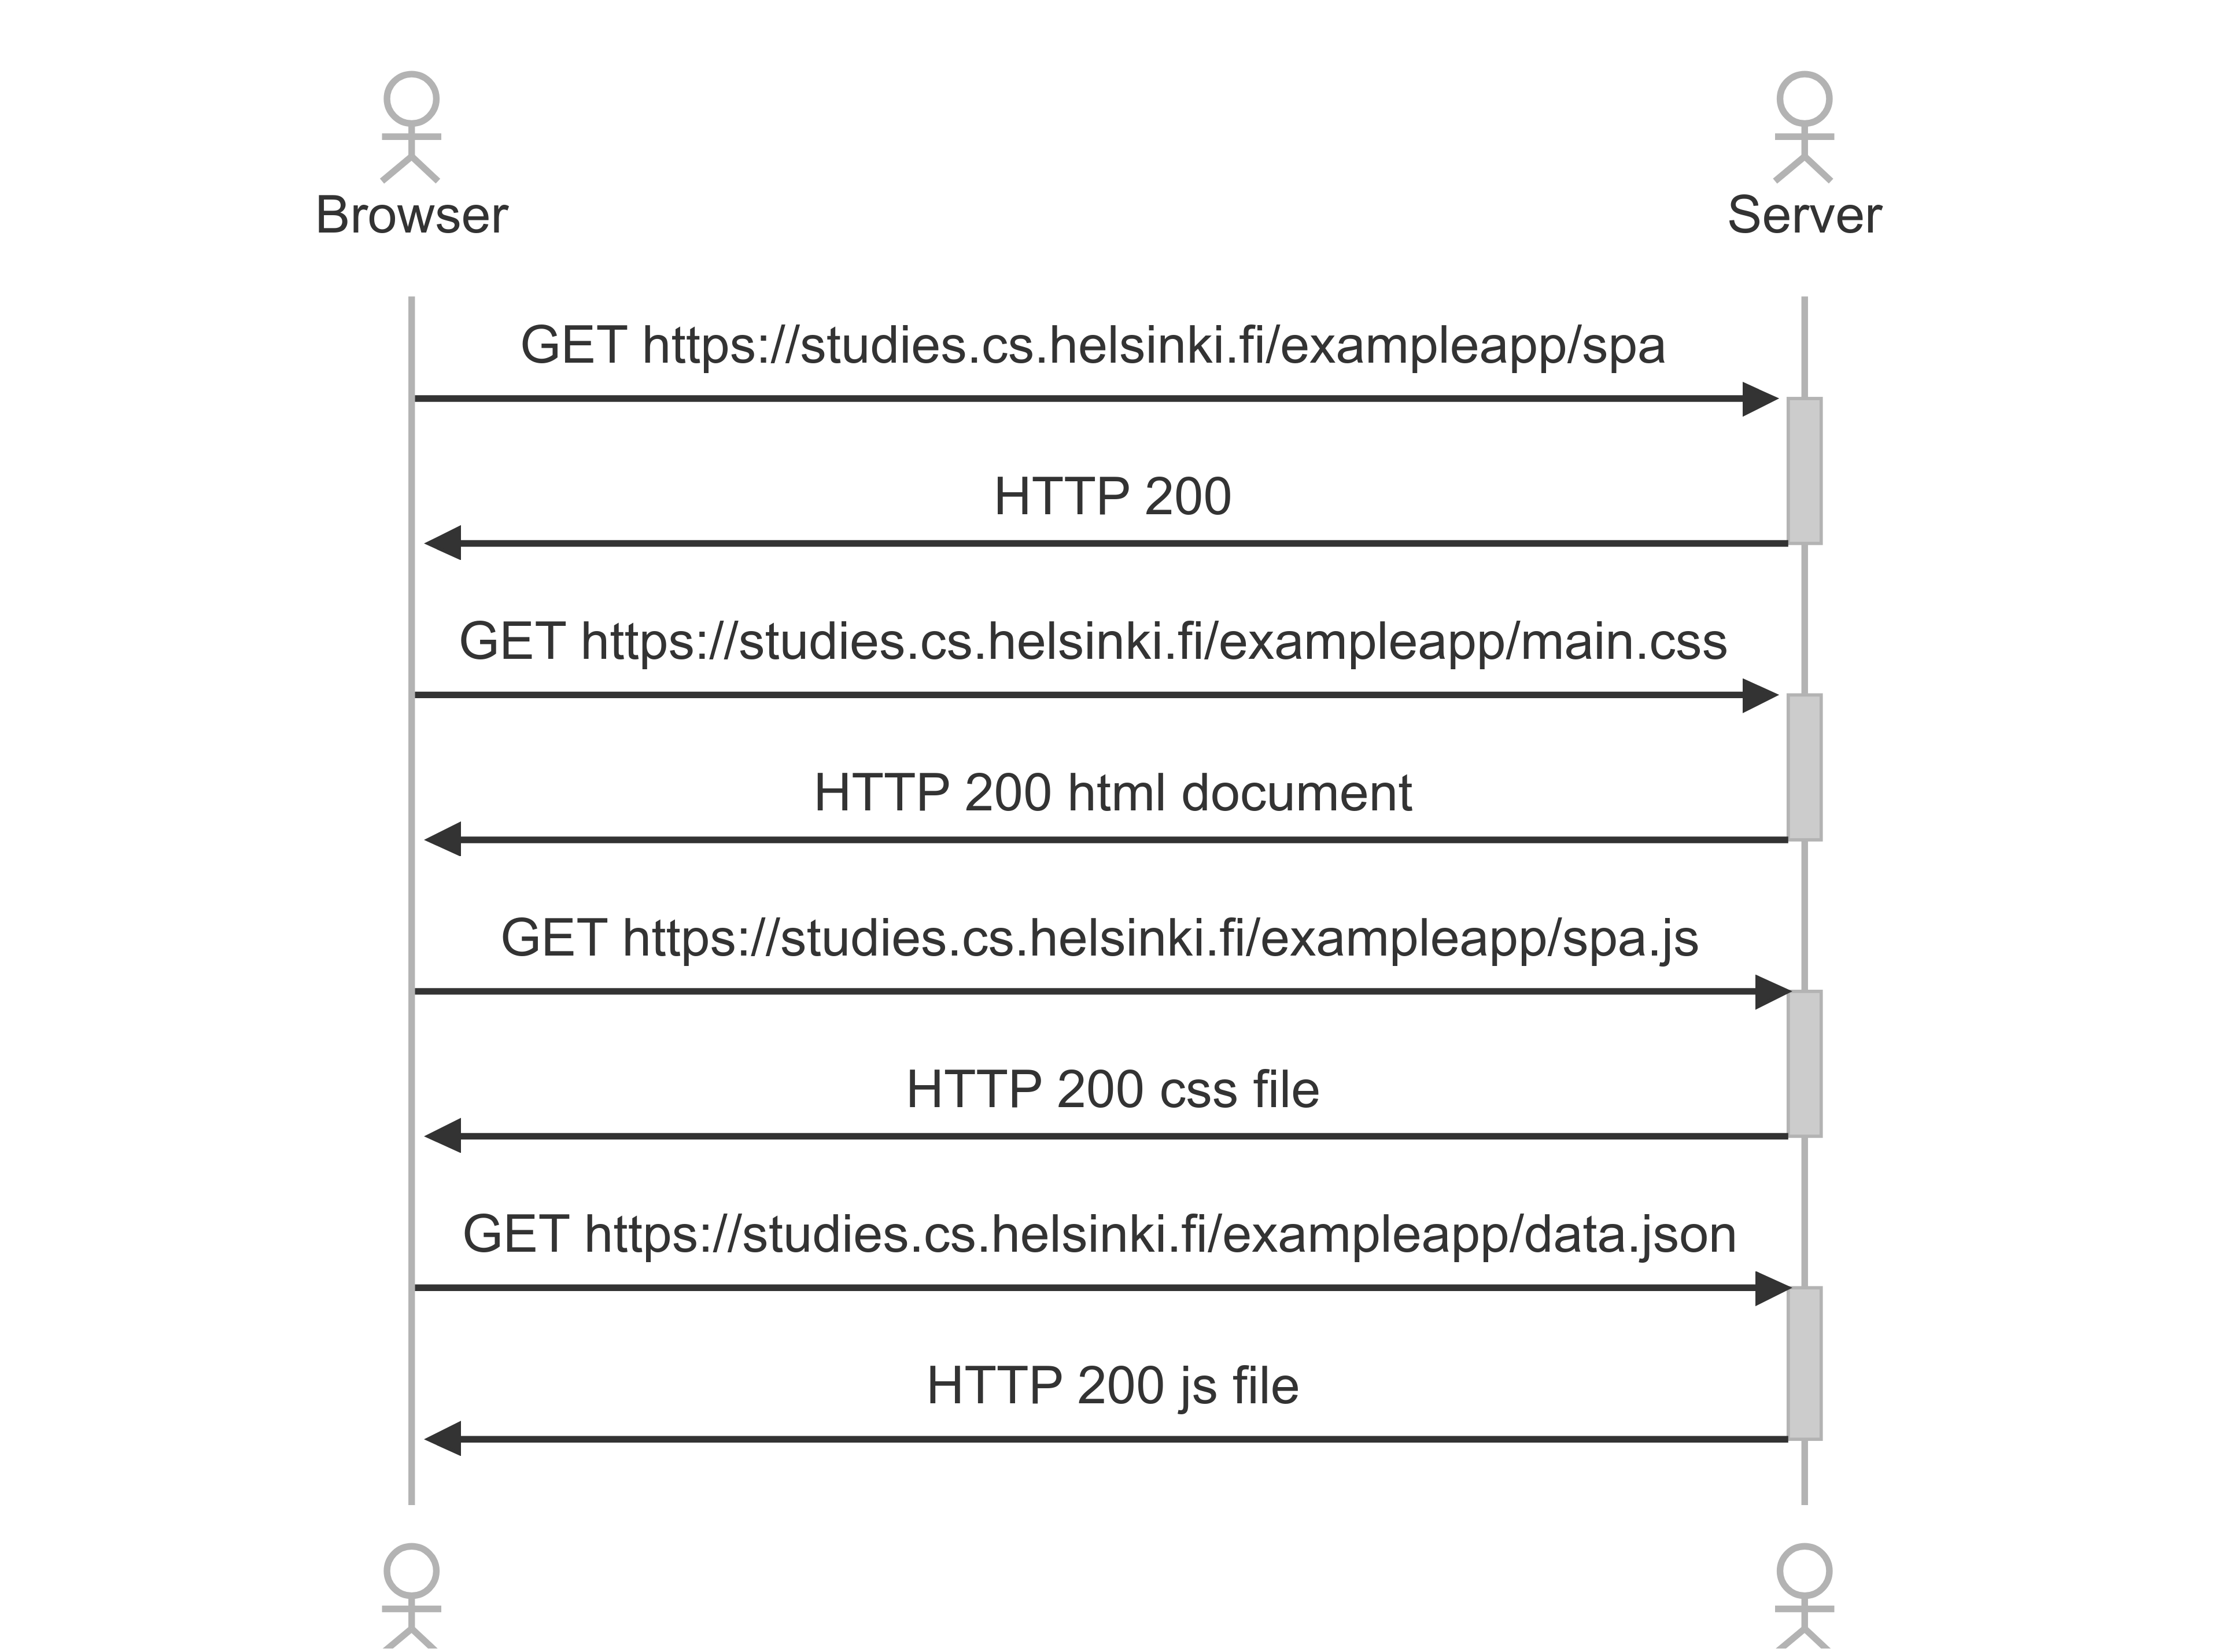 Browser
Server
GET https://studies.cs.helsinki.fi/exampleapp/spa
HTTP 200
GET https://studies.cs.helsinki.fi/exampleapp/main.css
HTTP 200 html document
GET https://studies.cs.helsinki.fi/exampleapp/spa.js
HTTP 200 css file
GET https://studies.cs.helsinki.fi/exampleapp/data.json
HTTP 200 js file